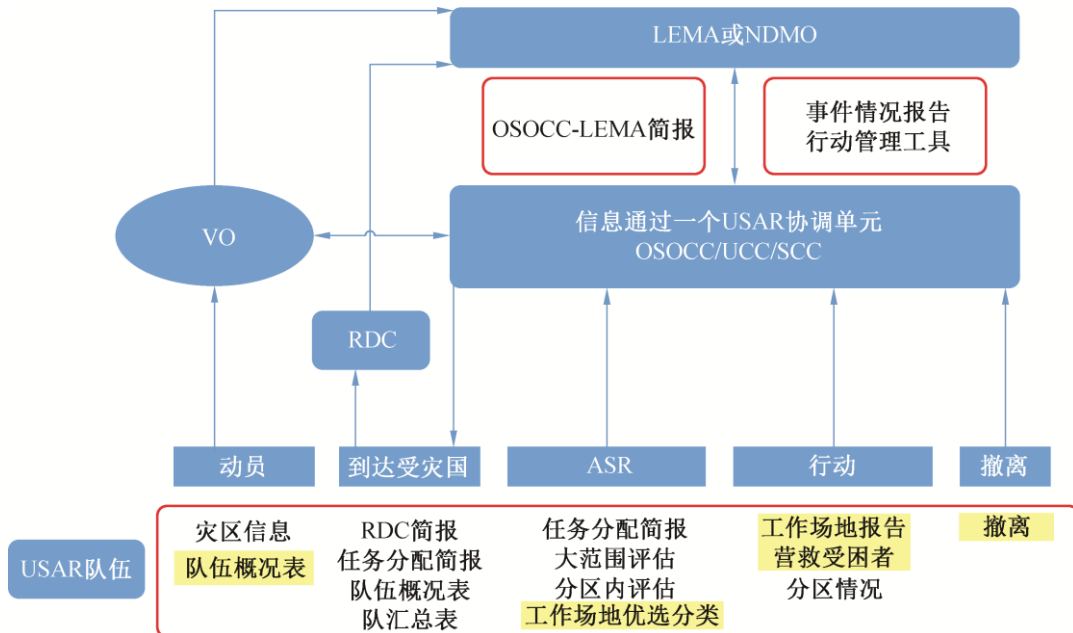 LEMA或NDMO
OSOCC-LEMA简报
事件情况报告
行动管理工具
VO
信息通过一个USAR协调单元
OSOCC/UCC/SCC
RDC
动员
到达受灾国
ASR
行动
撤离
USAR队伍
灾区信息
队伍概况表
RDC简报
任务分配简报
队伍概况表
队汇总表
任务分配简报
大范围评估
分区内评估
工作场地优选分类
工作场地报告
营救受困者
分区情况
撤离